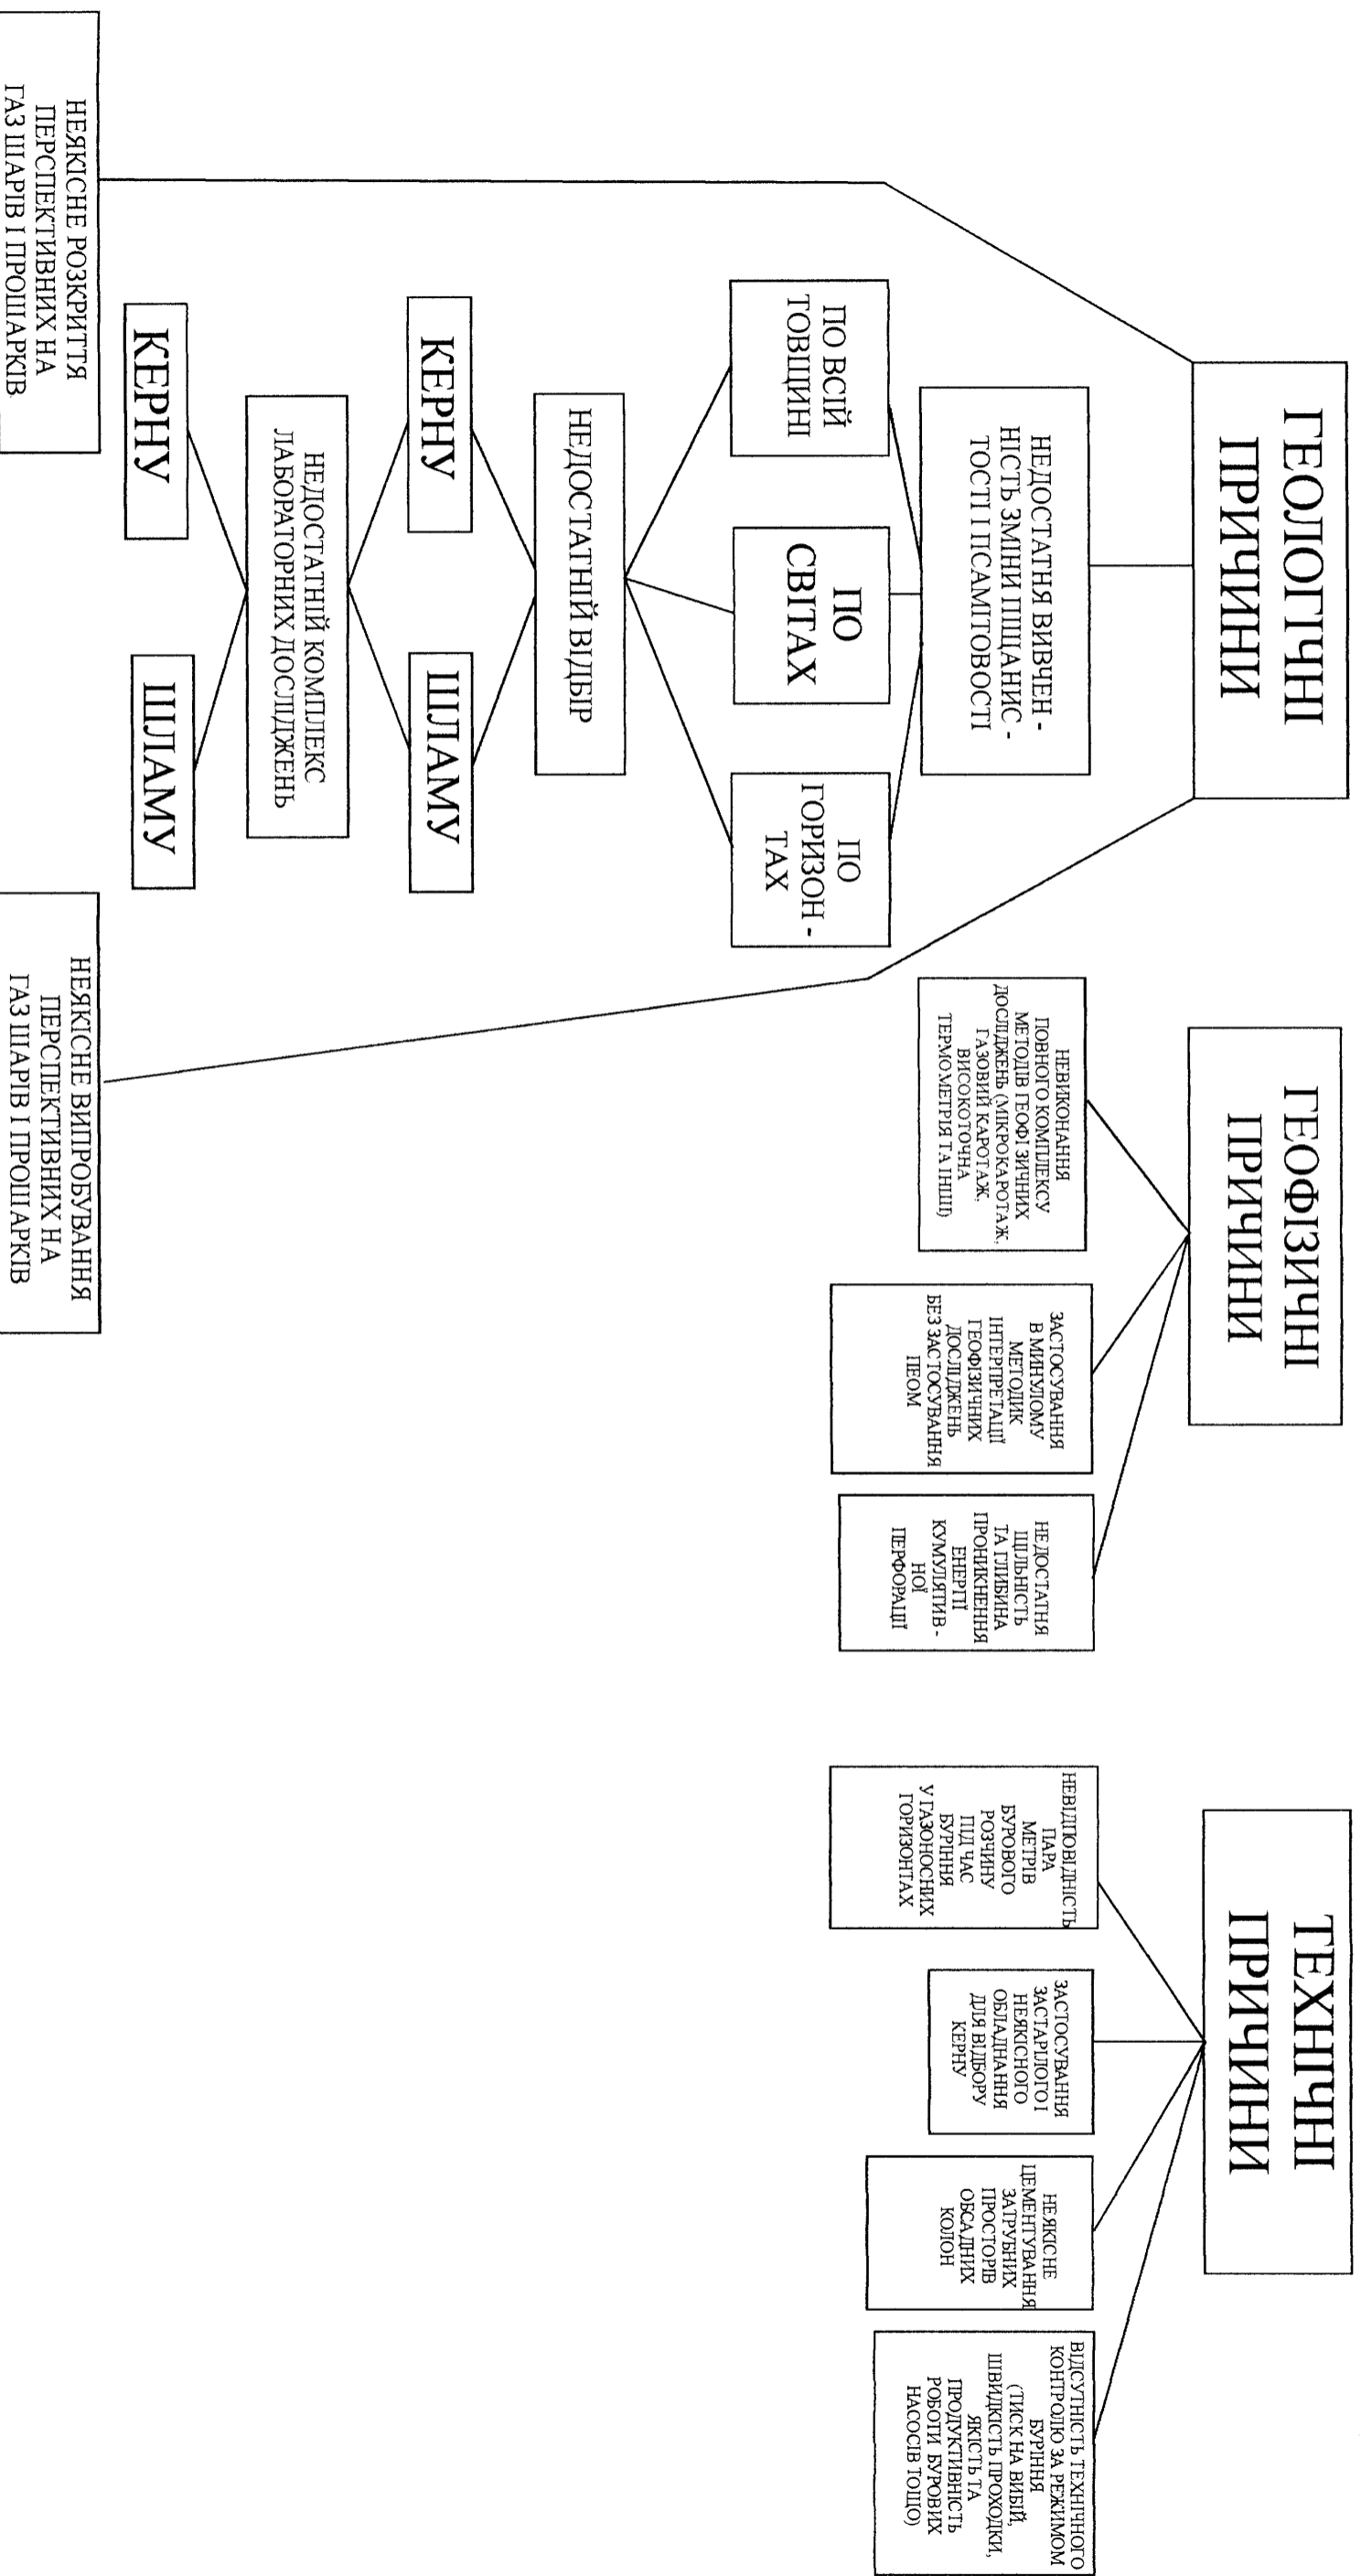 ГЕОЛОГІЧНІ
ПРИЧИНИ
НЕДОСТАТНЯ ВИВЧЕН -
НІСТЬ ЗМІНИ ПІЩАНИС -
ТОСТІ І ПСАМІТОВОСТІ
ПО ВСІЙ
ТОВЩИНІ
ПО
СВІТАХ
ПО
ГОРИЗОН -
ТАХ
НЕДОСТАТНІЙ ВІДБІР
КЕРНУ
ШЛАМУ
НЕДОСТАТНІЙ КОМПЛЕКС
ЛАБОРАТОРНИХ ДОСЛІДЖЕНЬ
КЕРНУ
ШЛАМУ
НЕЯКІСНЕ РОЗКРИТТЯ
ПЕРСПЕКТИВНИХ НА
ГАЗ ШАРІВ І ПРОШАРКІВ
НЕЯКІСНЕ ВИПРОБУВАННЯ
ПЕРСПЕКТИВНИХ НА
ГАЗ ШАРІВ І ПРОШАРКІВ
ГЕОФІЗИЧНІ
ПРИЧИНИ
НЕВИКОНАННЯ
ПОВНОГО КОМПЛЕКСУ
МЕТОДІВ ГЕОФІЗИЧНИХ
ДОСЛІДЖЕНЬ (МІКРОКАРОТАЖ,
ГАЗОВИЙ КАРОТАЖ,
ВИСОКОТОЧНА
ТЕРМОМЕТРІЯ ТА ІНШІ)
ЗАСТОСУВАННЯ
В МИНУЛОМУ
МЕТОДИК
ІНТЕРПРЕТАЦІЇ
ГЕОФІЗИЧНИХ
ДОСЛІДЖЕНЬ
БЕЗ ЗАСТОСУВАННЯ
ПЕОМ
НЕДОСТАТНЯ
ЩІЛЬНІСТЬ
ТА ГЛИБИНА
ПРОНИКНЕННЯ
ЕНЕРГІЇ
КУМУЛЯТИВ -
НОЇ
ПЕРФОРАЦІЇ
ТЕХНІЧНІ
ПРИЧИНИ
НЕВІДПОВІДНІСТЬ
ПАРА
МЕТРІВ
БУРОВОГО
РОЗЧИНУ
ПІД ЧАС
БУРІННЯ
У ГАЗОНОСНИХ
ГОРИЗОНТАХ
ЗАСТОСУВАННЯ
ЗАСТАРІЛОГО І
НЕЯКІСНОГО
ОБЛАДНАННЯ
ДЛЯ ВІДБОРУ
КЕРНУ
НЕЯКІСНЕ
ЦЕМЕНТУВАННЯ
ЗАТРУБНИХ
ПРОСТОРІВ
ОБСАДНИХ
КОЛОН
ВІДСУТНІСТЬ ТЕХНІЧНОГО
КОНТРОЛЮ ЗА РЕЖИМОМ
БУРІННЯ
(ТИСК НА ВИБІЙ,
ШВИДКІСТЬ ПРОХОДКИ,
ЯКІСТЬ ТА
ПРОДУКТИВНІСТЬ
РОБОТИ БУРОВИХ
НАСОСІВ ТОЩО)